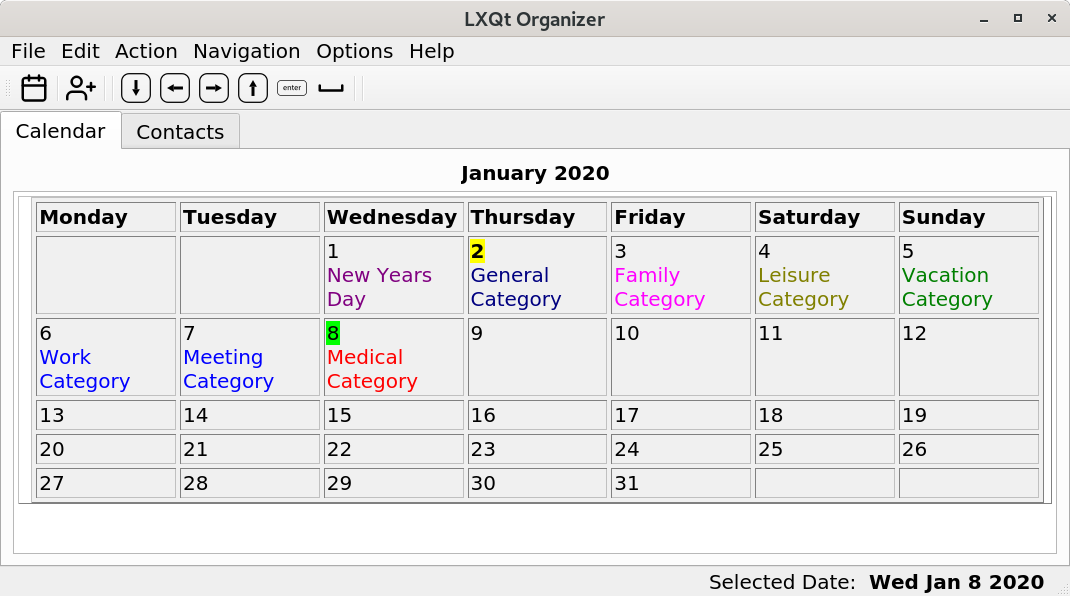 LXQt Organizer
File Edit Action Navigation Options Help
enter
Calendar Contacts
January 2020
Monday Tuesday Wednesday Thursday Friday Saturday Sunday
1 2 3 4 5
New Years General Family Leisure Vacation
Day Category Category Category Category
6 7 8 9 10 11 12
Work Meeting Medical
Category Category Category
13 14 15 16 17 18 19
20 21 22 23 24 25 26
27 28 29 30 31
Selected Date: Wed Jan 8 2020